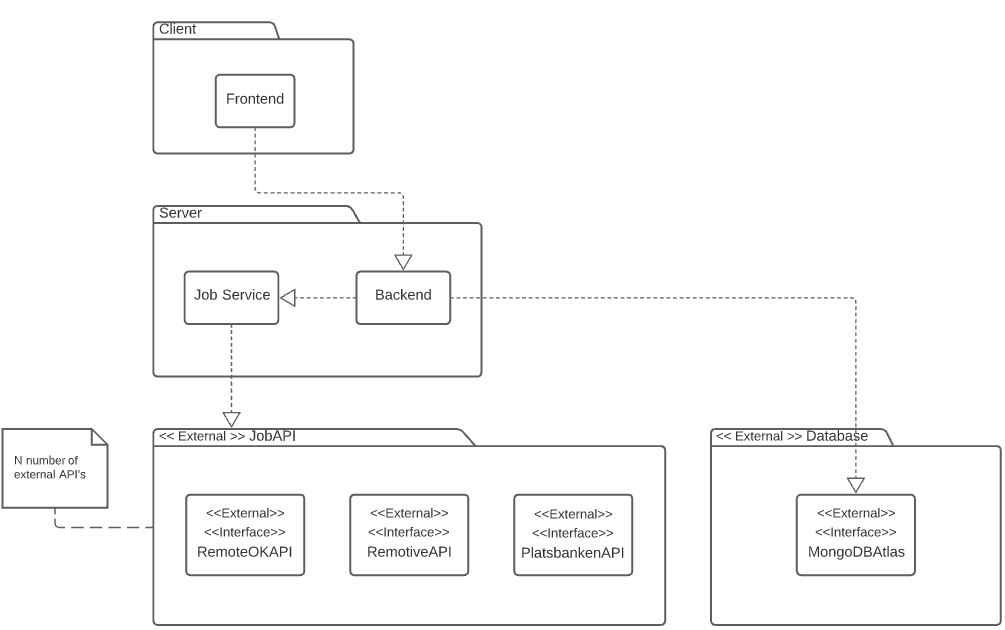 Client
Frontend
Server
Job Service
Backend
<< External >> JobAPI
<< External >> Database
N number of
external API's
<<External>>
<<Interface>>
RemoteOKAPI
<<External>>
<<Interface>>
RemotiveAPI
<<External>>
<<Interface>>
PlatsbankenAPI
<<External>>
<<Interface>>
MongoDBAtlas